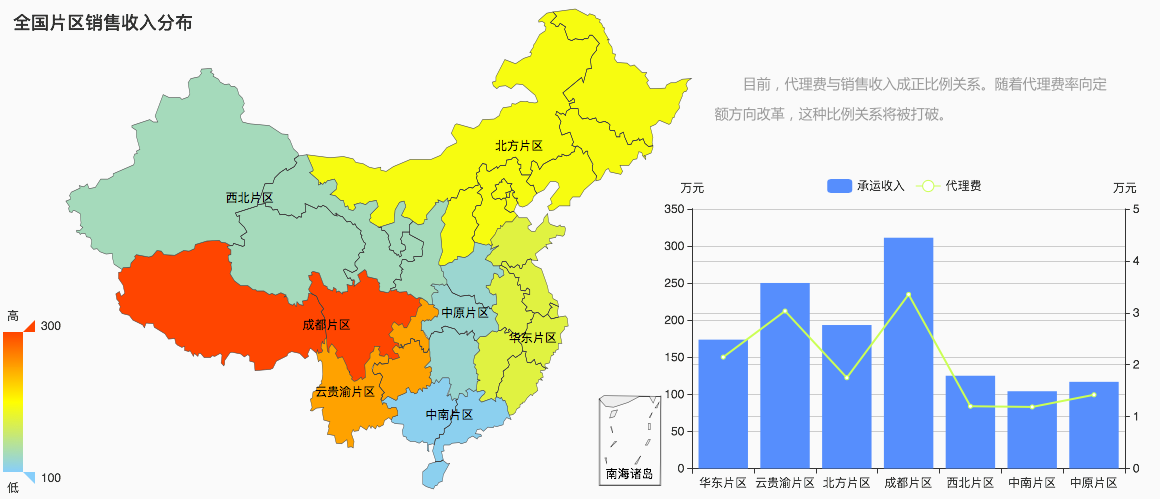 全国片区销售收入分布
目前，代理费与销售收入成正比例关系。随着代理费率向定
额方向改革，这种比例关系将被打破。
北方片区
西北片区
成都片区
中原片区
华东片区
云贵渝片区
中南片区
南海诸岛
高
300
100
低
万元
承运收入
代理费
万元
350
300
250
200
150
100
50
0
5
4
3
2
1
0
华东片区 云贵渝片区 北方片区 成都片区 西北片区 中南片区 中原片区